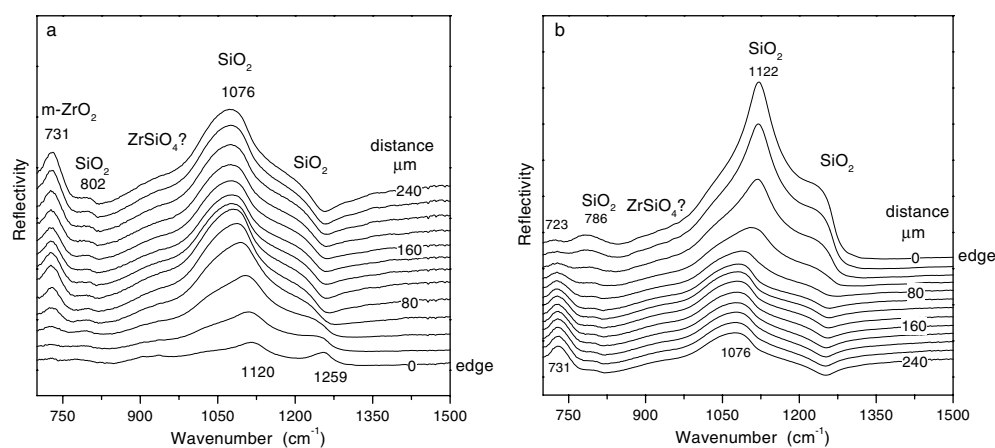 a
SiO₂
1076
m-ZrO₂
731
ZrSiO₄?
SiO₂
802
SiO₂
distance
μm
240
160
80
0
edge
1120
1259
Reflectivity
750 900 1050 1200 1350 1500
Wavenumber (cm⁻¹)
b
SiO₂
1122
SiO₂
SiO₂
786
723
ZrSiO₄?
distance
μm
0
edge
80
160
240
1076
731
Reflectivity
750 900 1050 1200 1350 1500
Wavenumber (cm⁻¹)